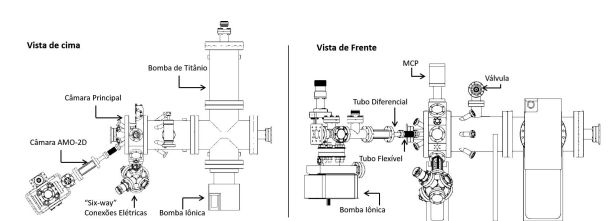 Vista de cima
Bomba de Titânio
Câmara Principal
Câmara AMO-2D
"Six-way"
Conexões Elétricas
Bomba Iônica
Vista de Frente
MCP
Válvula
Tubo Diferencial
Tubo Flexível
Bomba Iônica